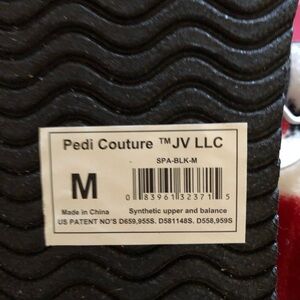 Pedi Couture ™JV LLC
SPA-BLK-M
M
0 83961 32371 5
Made in China
Synthetic upper and balance
US PATENT NO'S D659,955S. D581148S. D558,959S